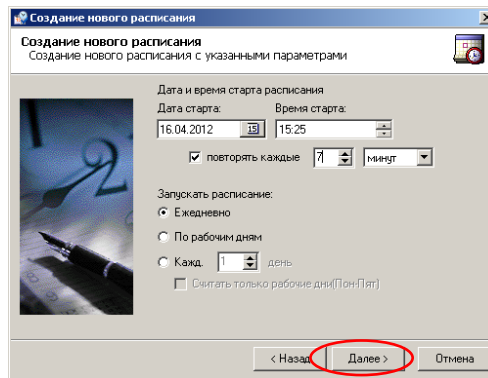 Создание нового расписания
Создание нового расписания
Создание нового расписания с указанными параметрами
Дата и время старта расписания
Дата старта: Время старта:
16.04.2012 15 15:25
повторять каждые 7 минут
Запускать расписание:
Ежедневно
По рабочим дням
Кажд. 1 день
Считать только рабочие дни(Пон-Пят)
< Назад Далее > Отмена